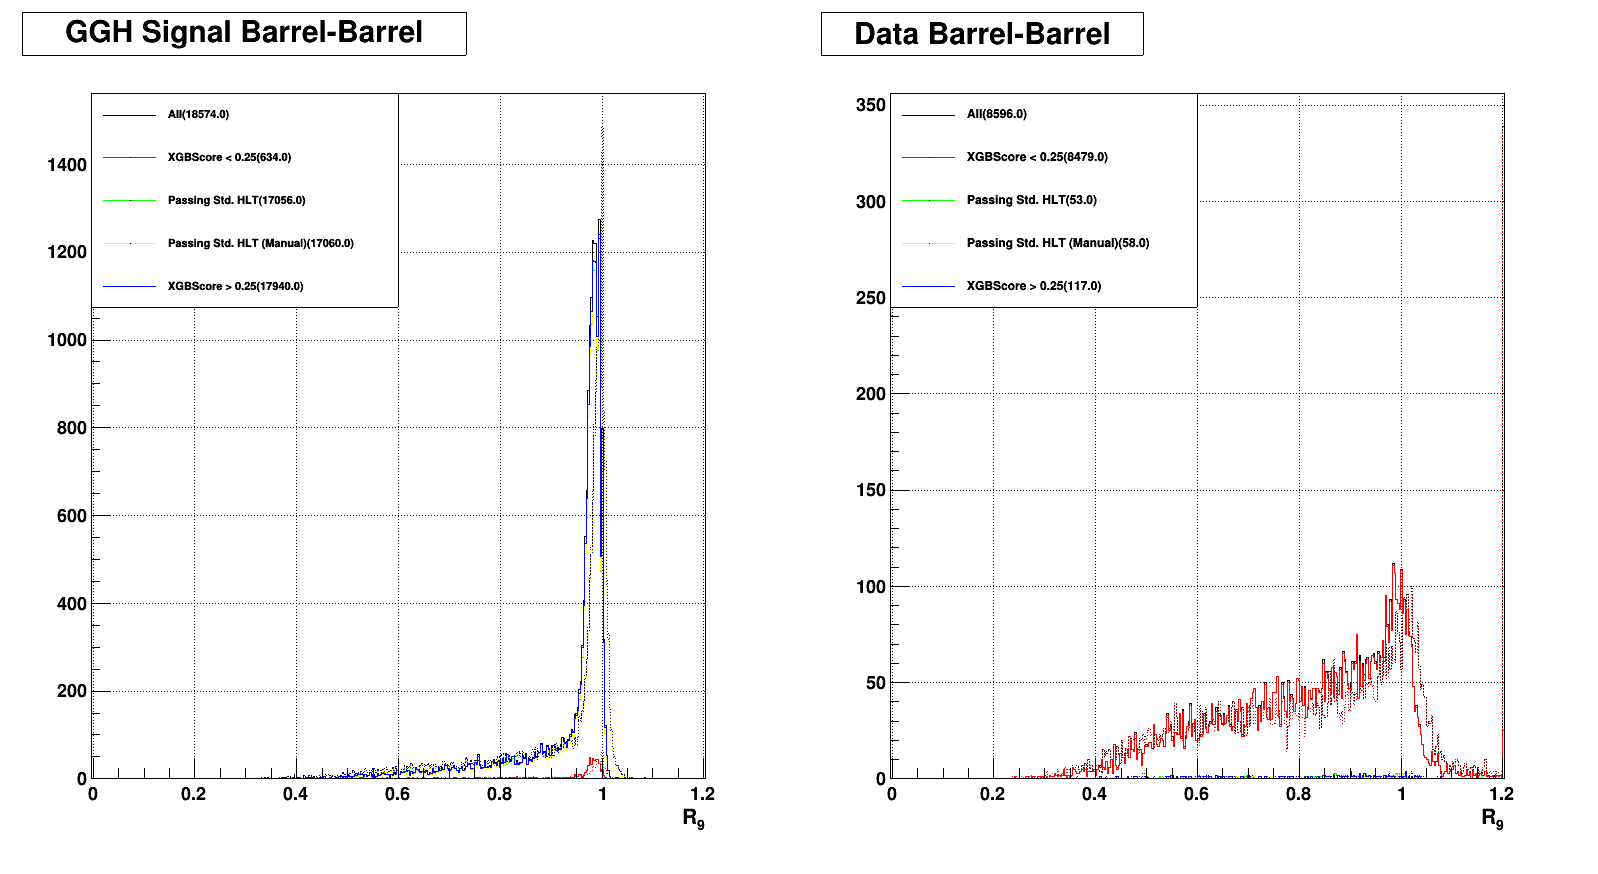 GGH Signal Barrel-Barrel
All(18574.0)
XGBScore < 0.25(634.0)
Passing Std. HLT(17056.0)
Passing Std. HLT (Manual)(17060.0)
XGBScore > 0.25(17940.0)
1400
1200
1000
800
600
400
200
0
0 0.2 0.4 0.6 0.8 1 1.2
R9
Data Barrel-Barrel
All(8596.0)
XGBScore < 0.25(8479.0)
Passing Std. HLT(53.0)
Passing Std. HLT (Manual)(58.0)
XGBScore > 0.25(117.0)
350
300
250
200
150
100
50
0
0 0.2 0.4 0.6 0.8 1 1.2
R9